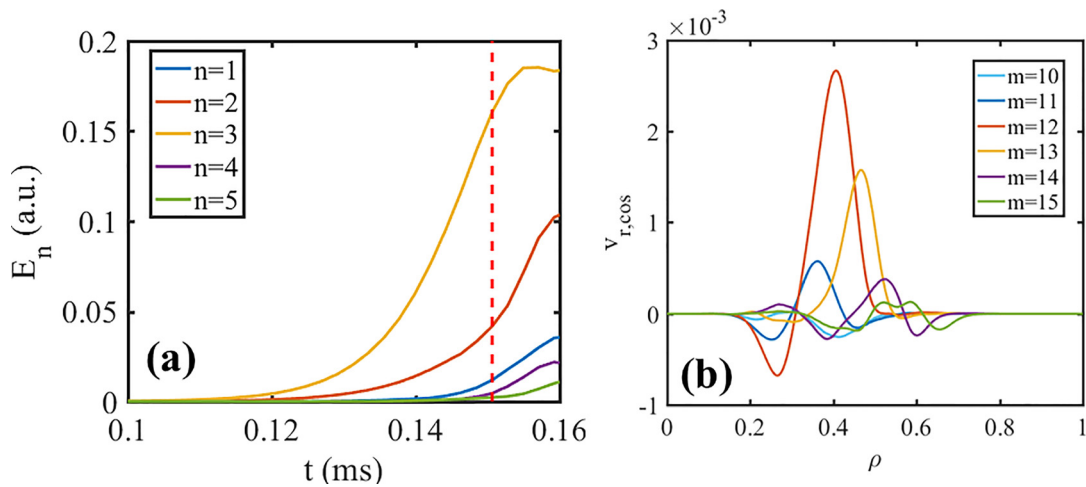 0.2
0.15
0.1
0.05
0
E_n (a.u.)
n=1
n=2
n=3
n=4
n=5
(a)
0.1
0.12
0.14
0.16
t (ms)
×10^-3
3
2
1
0
-1
v_r,cos
m=10
m=11
m=12
m=13
m=14
m=15
(b)
0
0.2
0.4
0.6
0.8
1
ρ